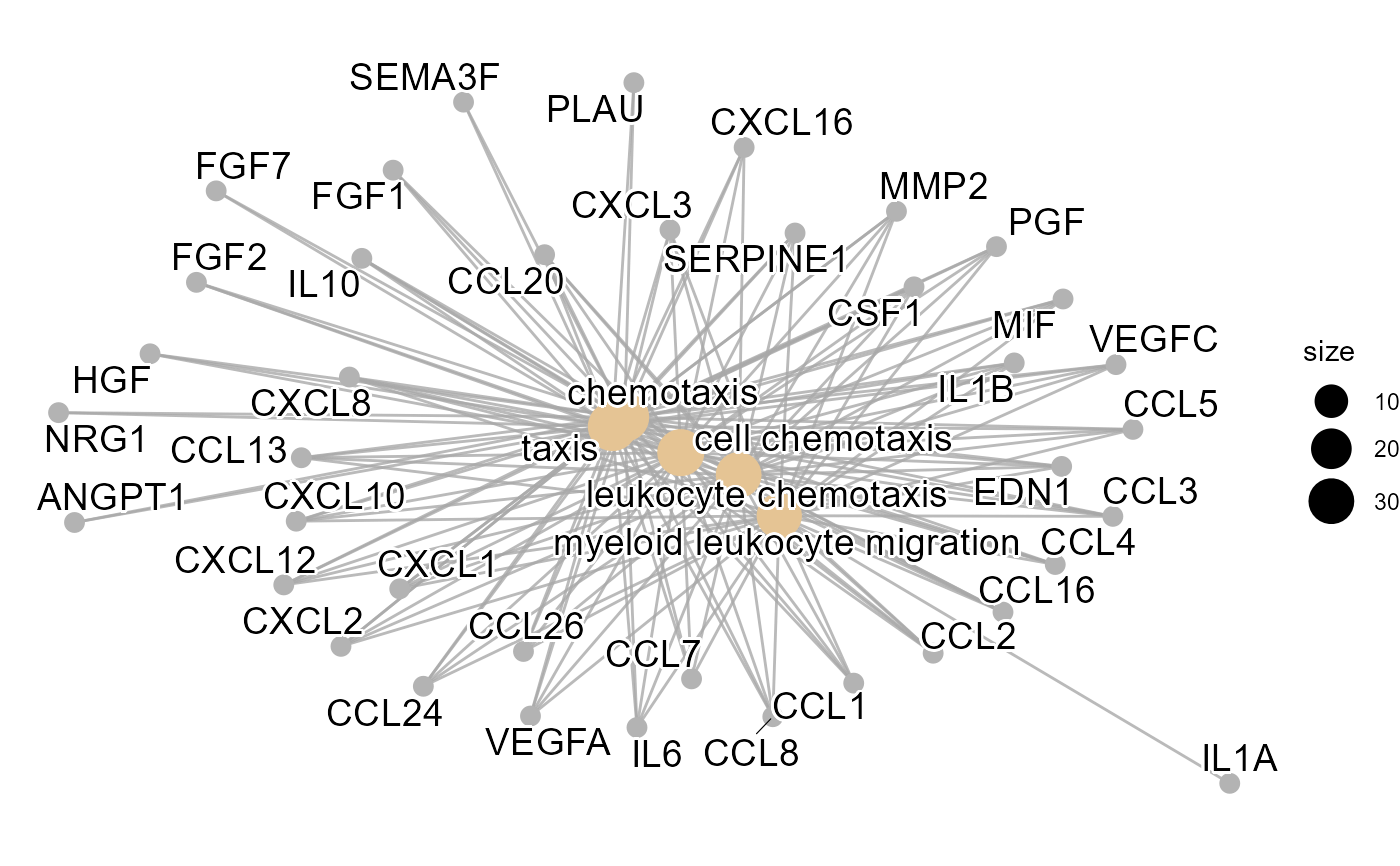 SEMA3F
PLAU
CXCL16
FGF7
FGF1
CXCL3
MMP2
PGF
FGF2
IL10
CCL20
SERPINE1
CSF1
MIF
VEGFC
HGF
CXCL8
chemotaxis
IL1B
CCL5
NRG1
CCL13
taxis
cell chemotaxis
ANGPT1
CXCL10
leukocyte chemotaxis
EDN1
CCL3
CXCL12
CXCL1
myeloid leukocyte migration
CCL4
CCL16
CXCL2
CCL26
CCL7
CCL2
CCL24
VEGFA
IL6
CCL8
CCL1
IL1A
size
10
20
30